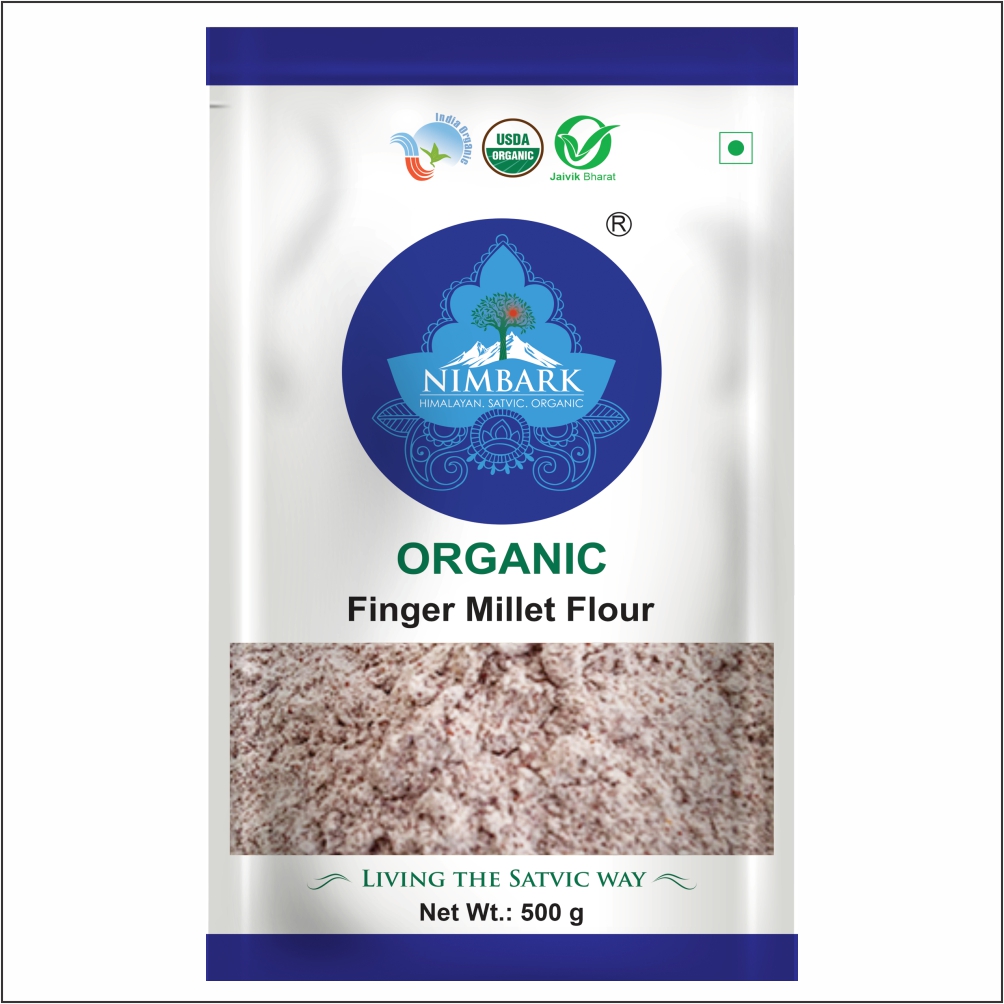 India Organic
USDA
ORGANIC
Jaivik Bharat
®
NIMBARK
HIMALAYAN. SATVIC. ORGANIC
ORGANIC
Finger Millet Flour
LIVING THE SATVIC WAY
Net Wt.: 500 g